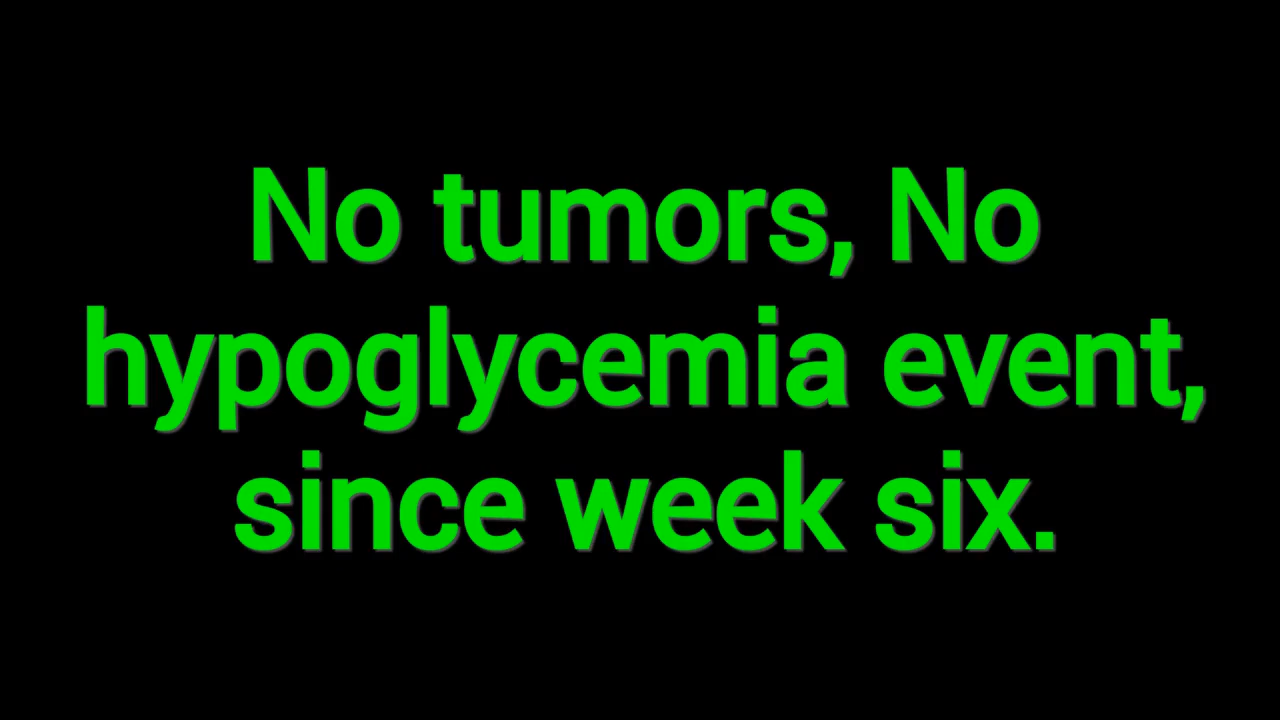 No tumors, No
hypoglycemia event,
since week six.